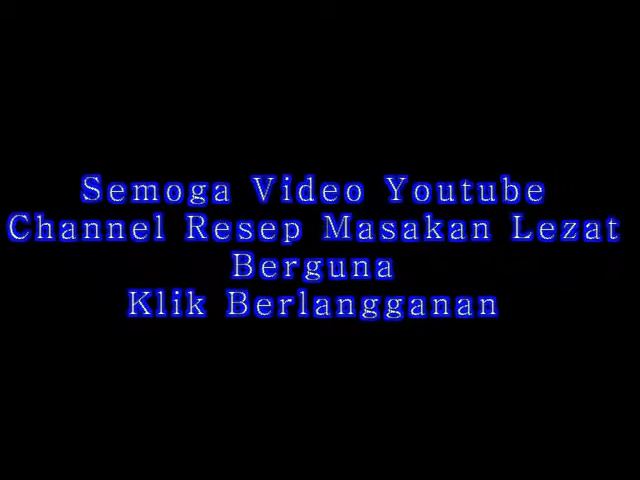 Semoga Video Youtube
Channel Resep Masakan Lezat
Berguna
Klik Berlangganan